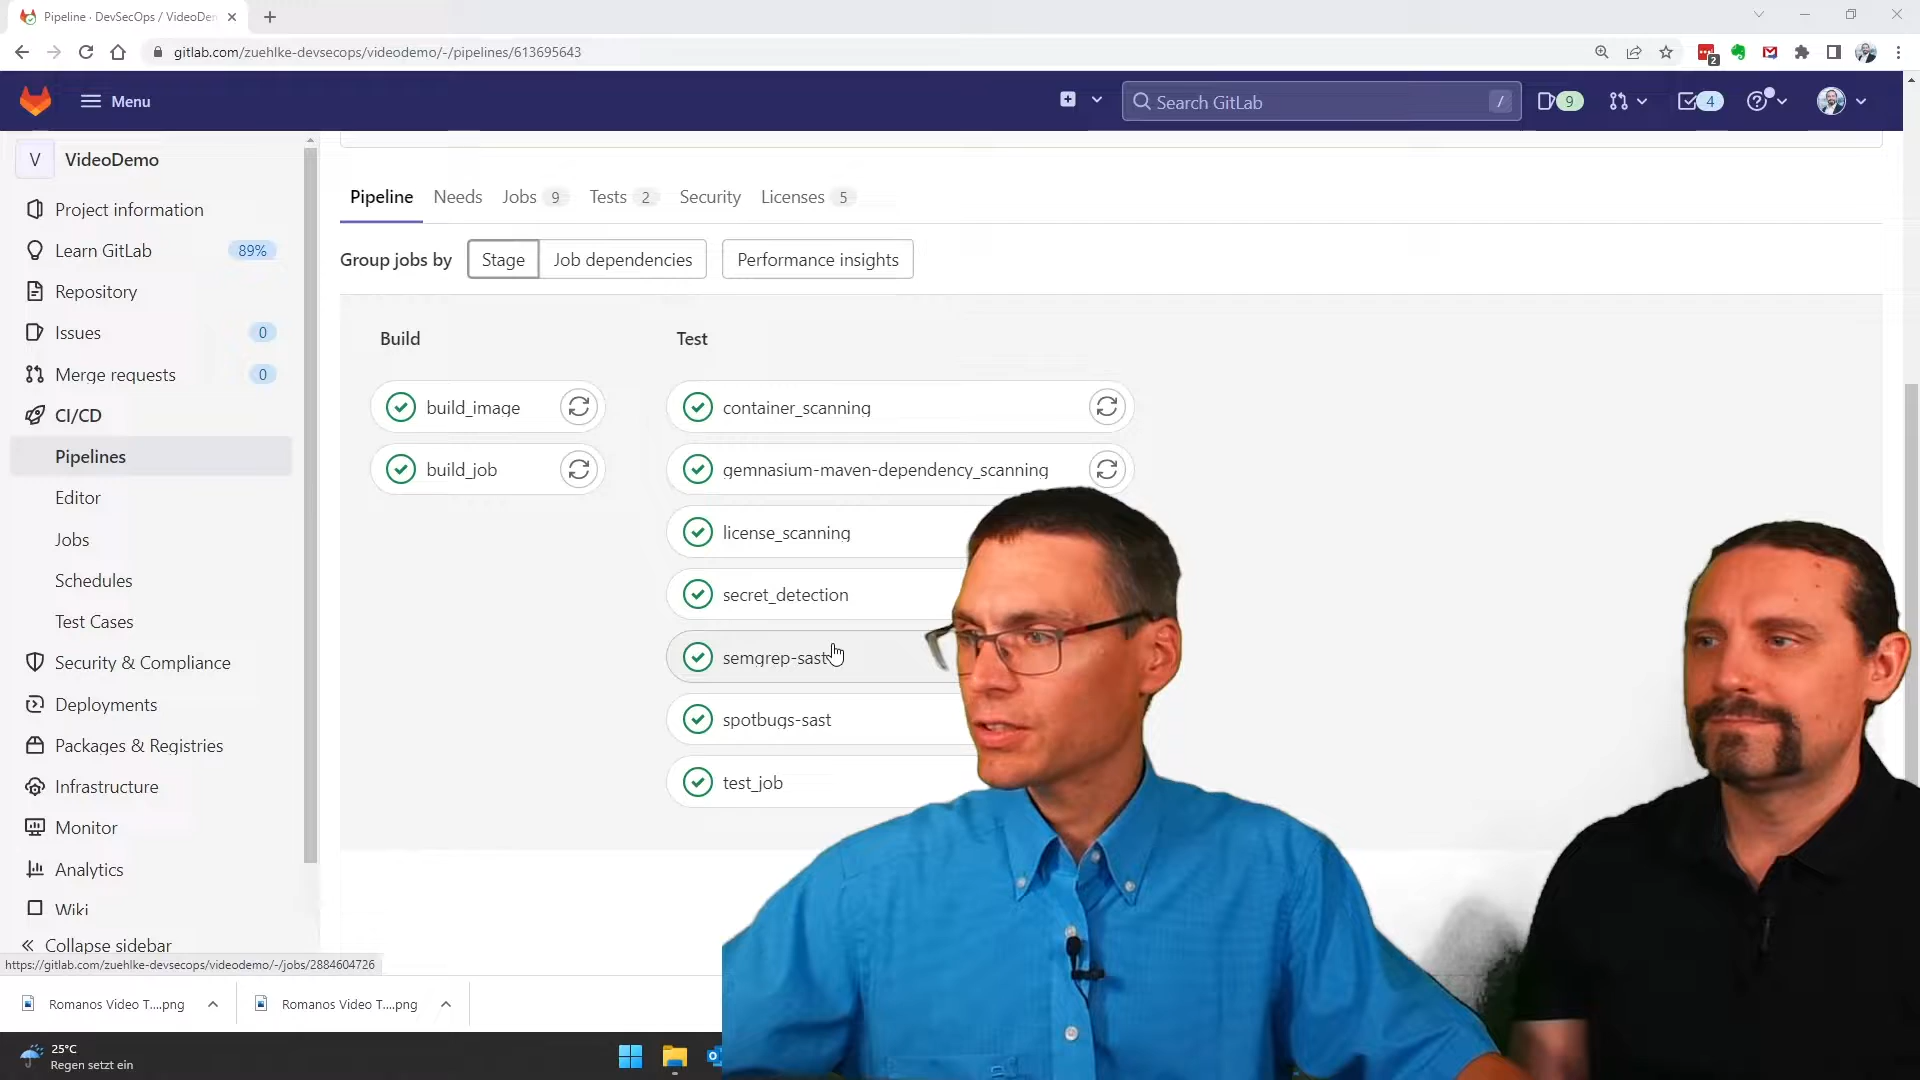 Pipeline · DevSecOps / VideoDem
gitlab.com/zuehlke-devsecops/videodemo/-/pipelines/613695643
2
Menu
Search GitLab
/
9
4
V
VideoDemo
Project information
Learn GitLab
89%
Repository
Issues
0
Merge requests
0
CI/CD
Pipelines
Editor
Jobs
Schedules
Test Cases
Security & Compliance
Deployments
Packages & Registries
Infrastructure
Monitor
Analytics
Wiki
Collapse sidebar
Pipeline
Needs
Jobs 9
Tests 2
Security
Licenses 5
Group jobs by
Stage
Job dependencies
Performance insights
Build
build_image
build_job
Test
container_scanning
gemnasium-maven-dependency_scanning
license_scanning
secret_detection
semgrep-sast
spotbugs-sast
test_job
https://gitlab.com/zuehlke-devsecops/videodemo/-/jobs/2884604726
Romanos Video T....png
Romanos Video T....png
25°C
Regen setzt ein